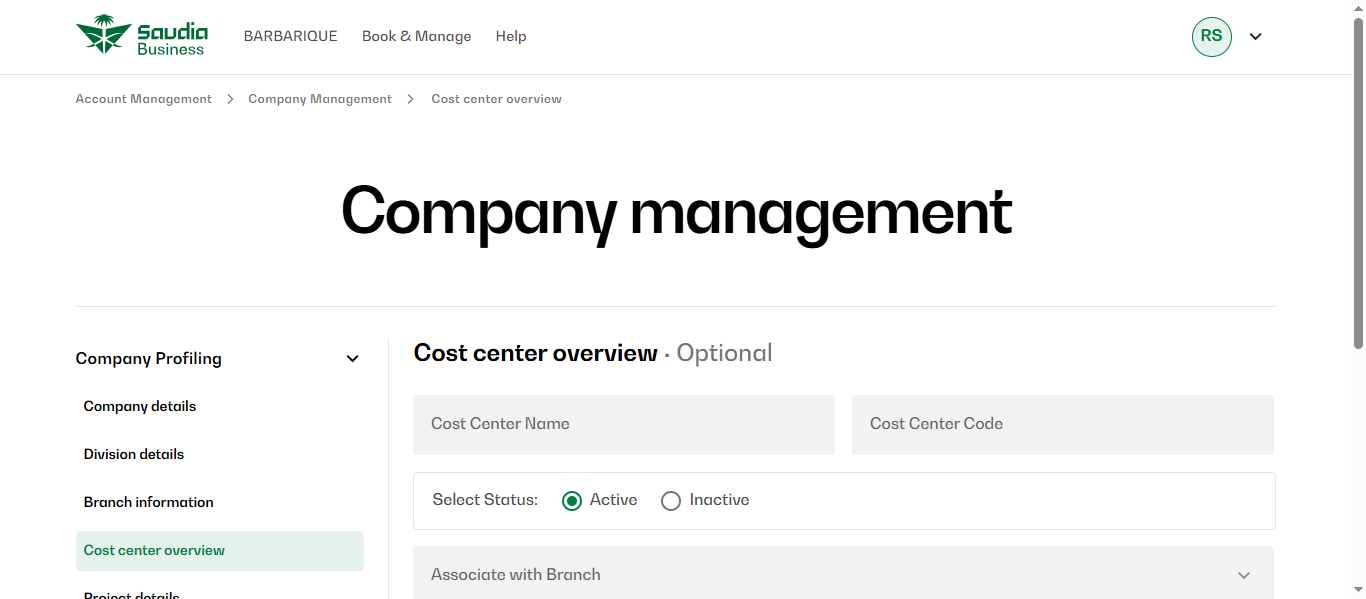 Saudia
Business
BARBARIQUE
Book & Manage
Help
RS
Account Management
Company Management
Cost center overview
Company management
Company Profiling
Company details
Division details
Branch information
Cost center overview
Project details
Cost center overview · Optional
Cost Center Name
Cost Center Code
Select Status: Active Inactive
Associate with Branch